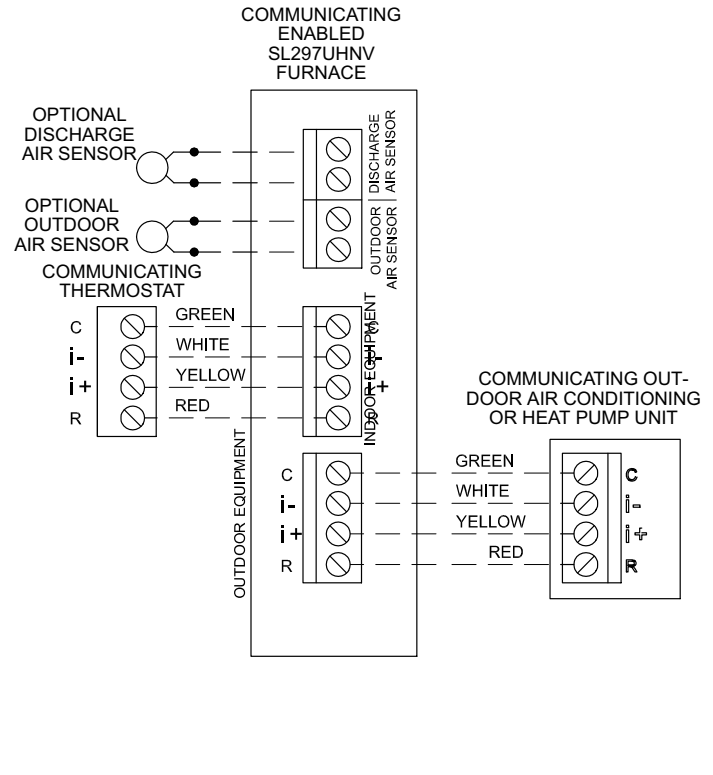 COMMUNICATING
ENABLED
SL297UHNV
FURNACE
OPTIONAL
DISCHARGE
AIR SENSOR
DISCHARGE
AIR SENSOR
OPTIONAL
OUTDOOR
AIR SENSOR
OUTDOOR
AIR SENSOR
COMMUNICATING
THERMOSTAT
C
i-
i+
R
GREEN
WHITE
YELLOW
RED
INDOOR EQUIPMENT
C
i-
i+
R
COMMUNICATING OUT-
DOOR AIR CONDITIONING
OR HEAT PUMP UNIT
OUTDOOR EQUIPMENT
C
i-
i+
R
GREEN
WHITE
YELLOW
RED
C
i-
i+
R